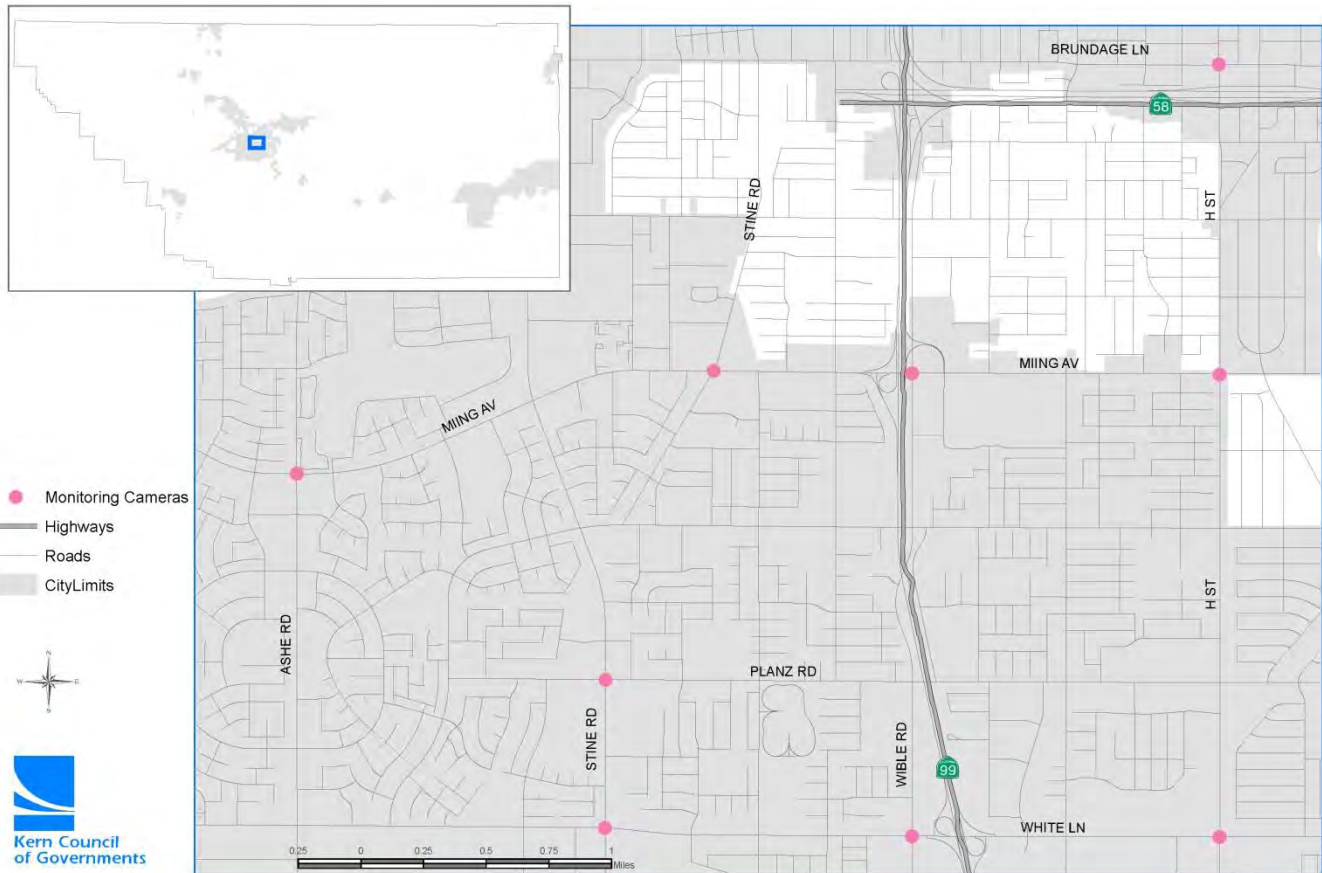 BRUNDAGE LN
58
STINE RD
H ST
MIING AV
MIING AV
Monitoring Cameras
Highways
Roads
CityLimits
H ST
ASHE RD
N
W E
S
PLANZ RD
STINE RD
WIBLE RD
99
WHITE LN
Kern Council
of Governments
0.25 0 0.25 0.5 0.75 1
Miles